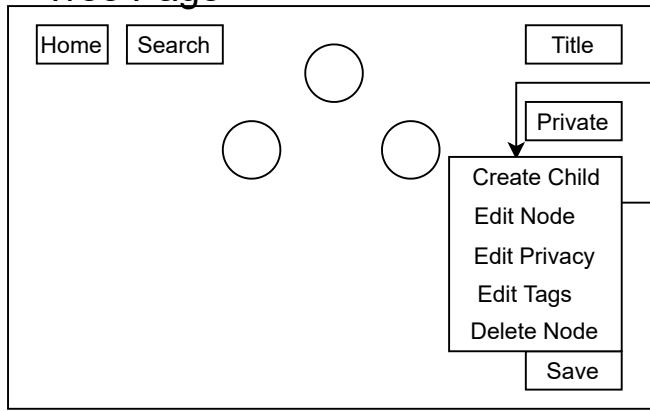 Tree Page
Home
Search
Title
Private
Create Child
Edit Node
Edit Privacy
Edit Tags
Delete Node
Save